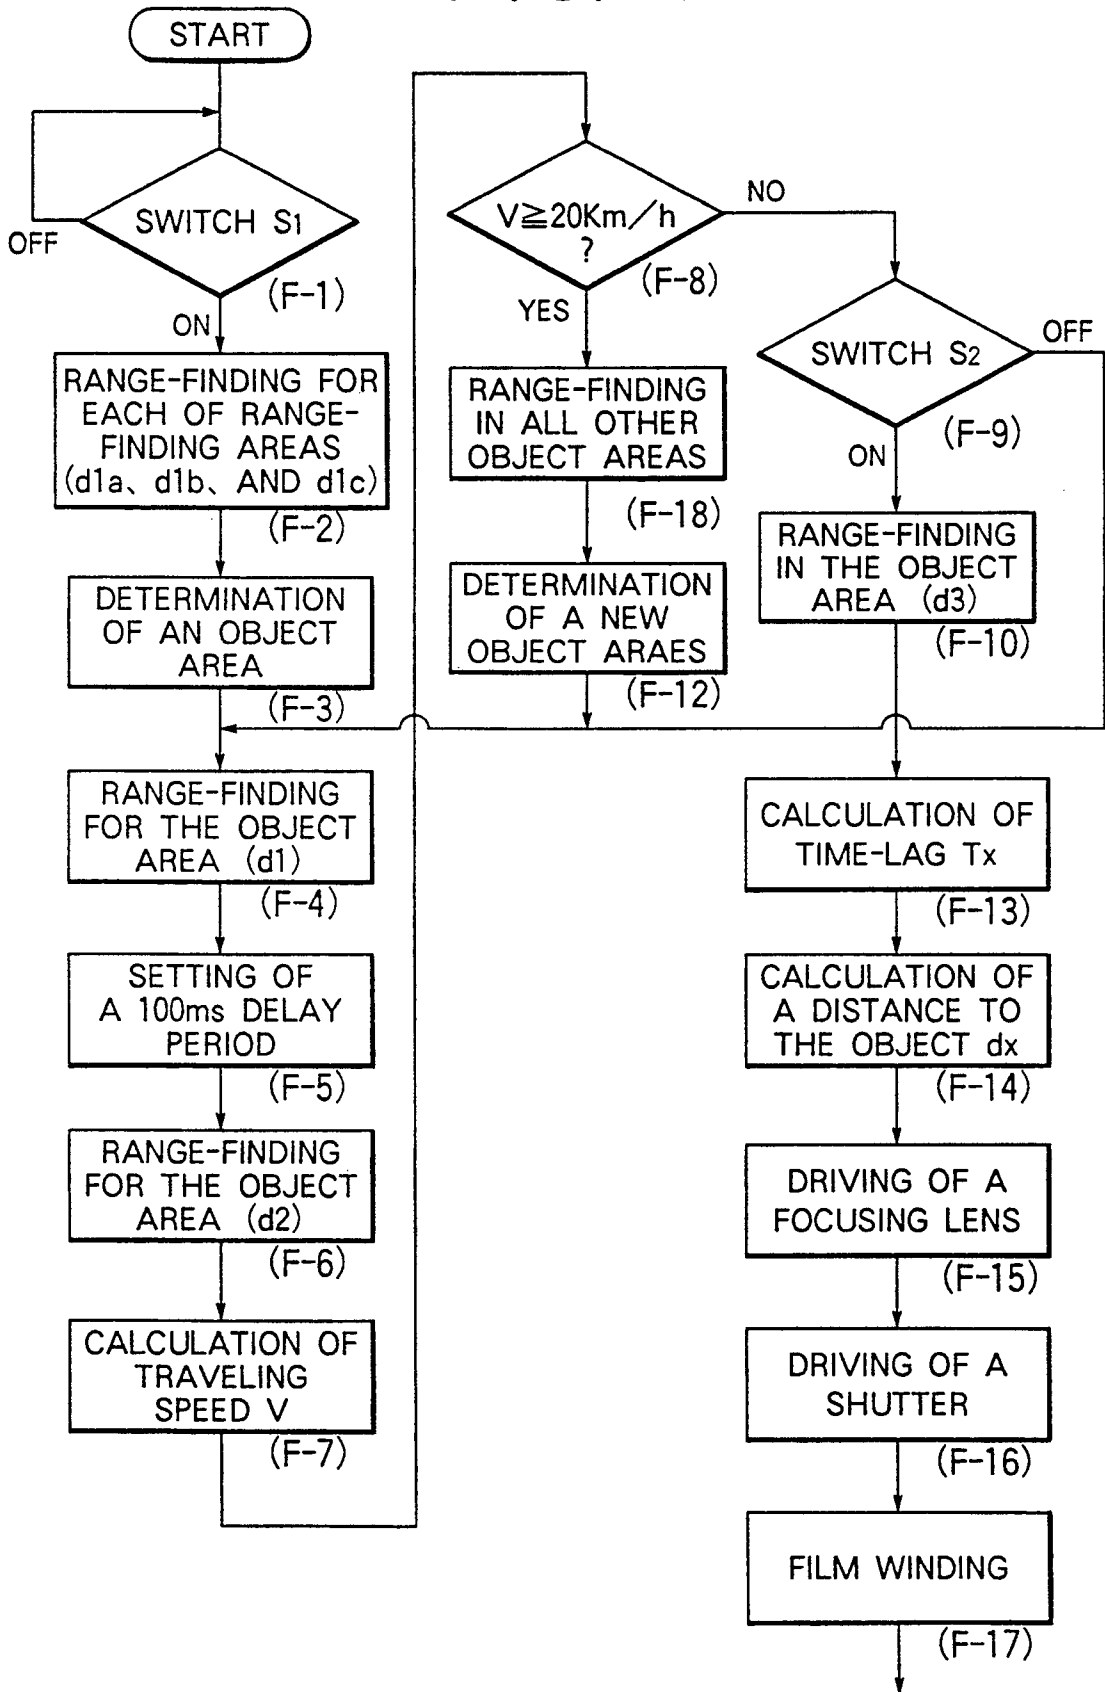 START
SWITCH S1
OFF
(F-1)
ON
RANGE-FINDING FOR
EACH OF RANGE-
FINDING AREAS
(d1a、d1b、AND d1c)
(F-2)
DETERMINATION
OF AN OBJECT
AREA
(F-3)
RANGE-FINDING
FOR THE OBJECT
AREA (d1)
(F-4)
SETTING OF
A 100ms DELAY
PERIOD
(F-5)
RANGE-FINDING
FOR THE OBJECT
AREA (d2)
(F-6)
CALCULATION OF
TRAVELING
SPEED V
(F-7)
V≧20Km/h
?
(F-8)
NO
YES
RANGE-FINDING
IN ALL OTHER
OBJECT AREAS
(F-18)
DETERMINATION
OF A NEW
OBJECT ARAES
(F-12)
SWITCH S2
OFF
(F-9)
ON
RANGE-FINDING
IN THE OBJECT
AREA (d3)
(F-10)
CALCULATION OF
TIME-LAG Tx
(F-13)
CALCULATION OF
A DISTANCE TO
THE OBJECT dx
(F-14)
DRIVING OF A
FOCUSING LENS
(F-15)
DRIVING OF A
SHUTTER
(F-16)
FILM WINDING
(F-17)